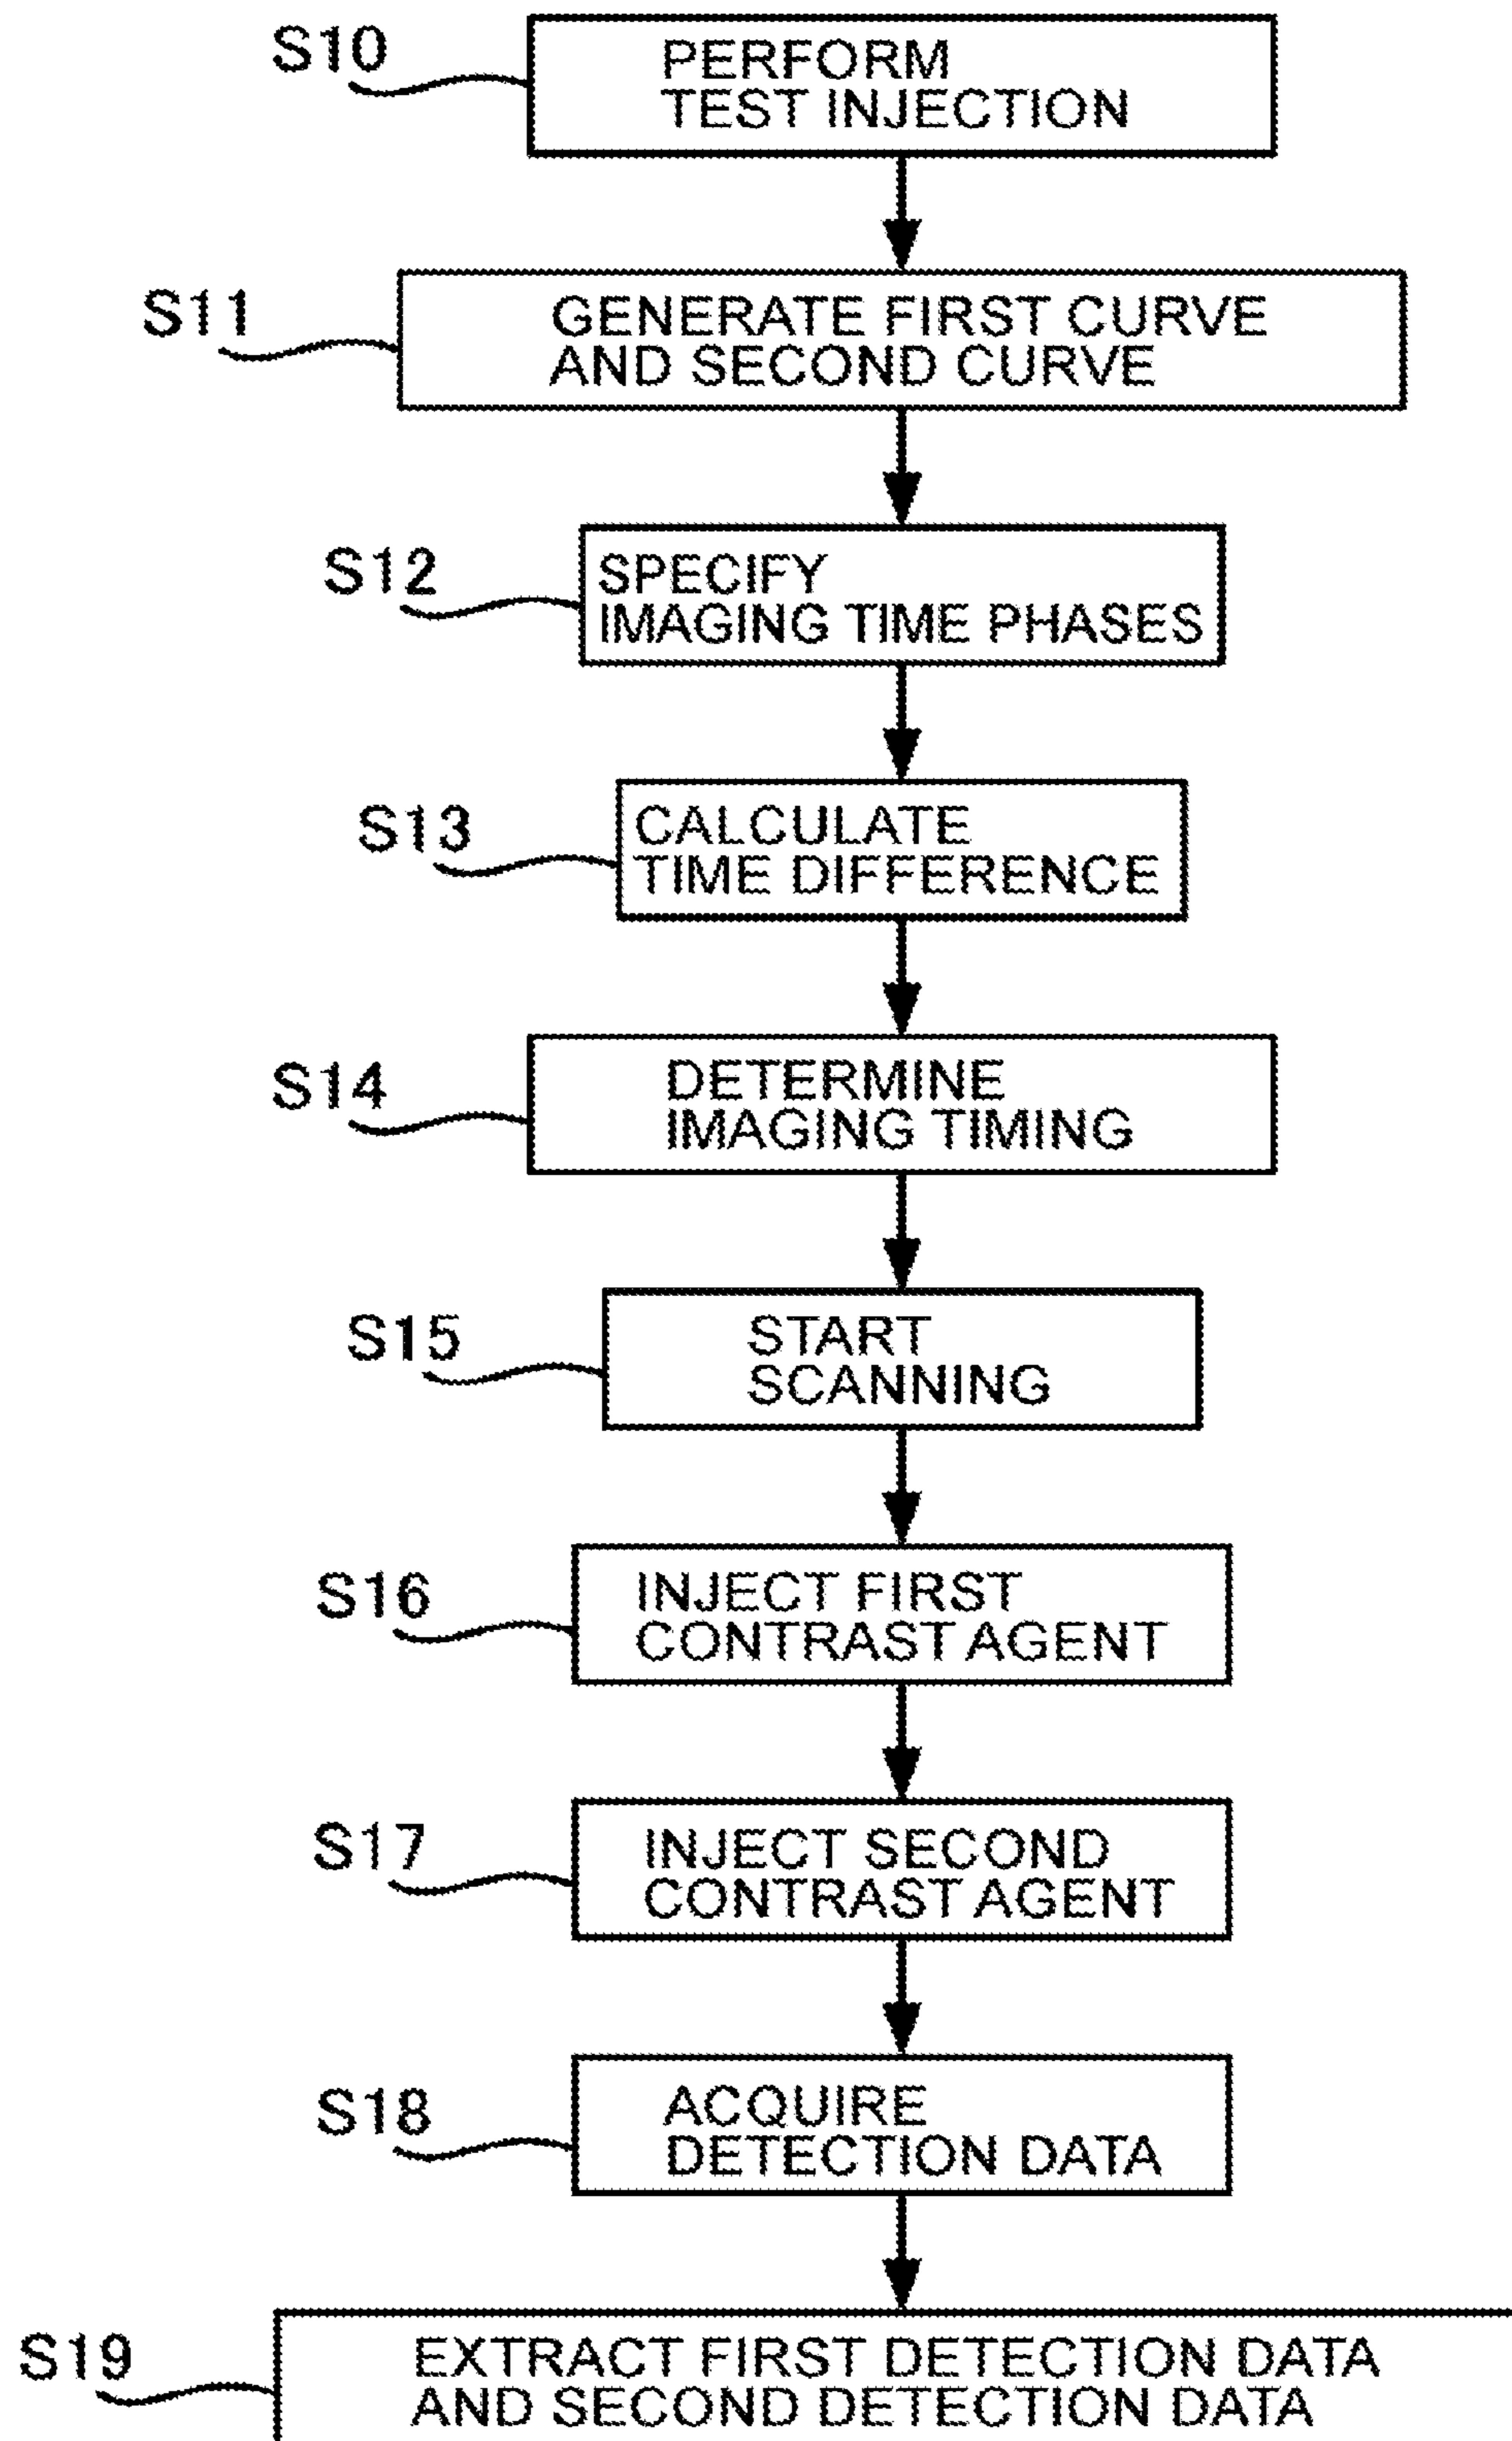 S10
PERFORM
TEST INJECTION
S11
GENERATE FIRST CURVE
AND SECOND CURVE
S12
SPECIFY
IMAGING TIME PHASES
S13
CALCULATE
TIME DIFFERENCE
S14
DETERMINE
IMAGING TIMING
S15
START
SCANNING
S16
INJECT FIRST
CONTRAST AGENT
S17
INJECT SECOND
CONTRAST AGENT
S18
ACQUIRE
DETECTION DATA
S19
EXTRACT FIRST DETECTION DATA
AND SECOND DETECTION DATA